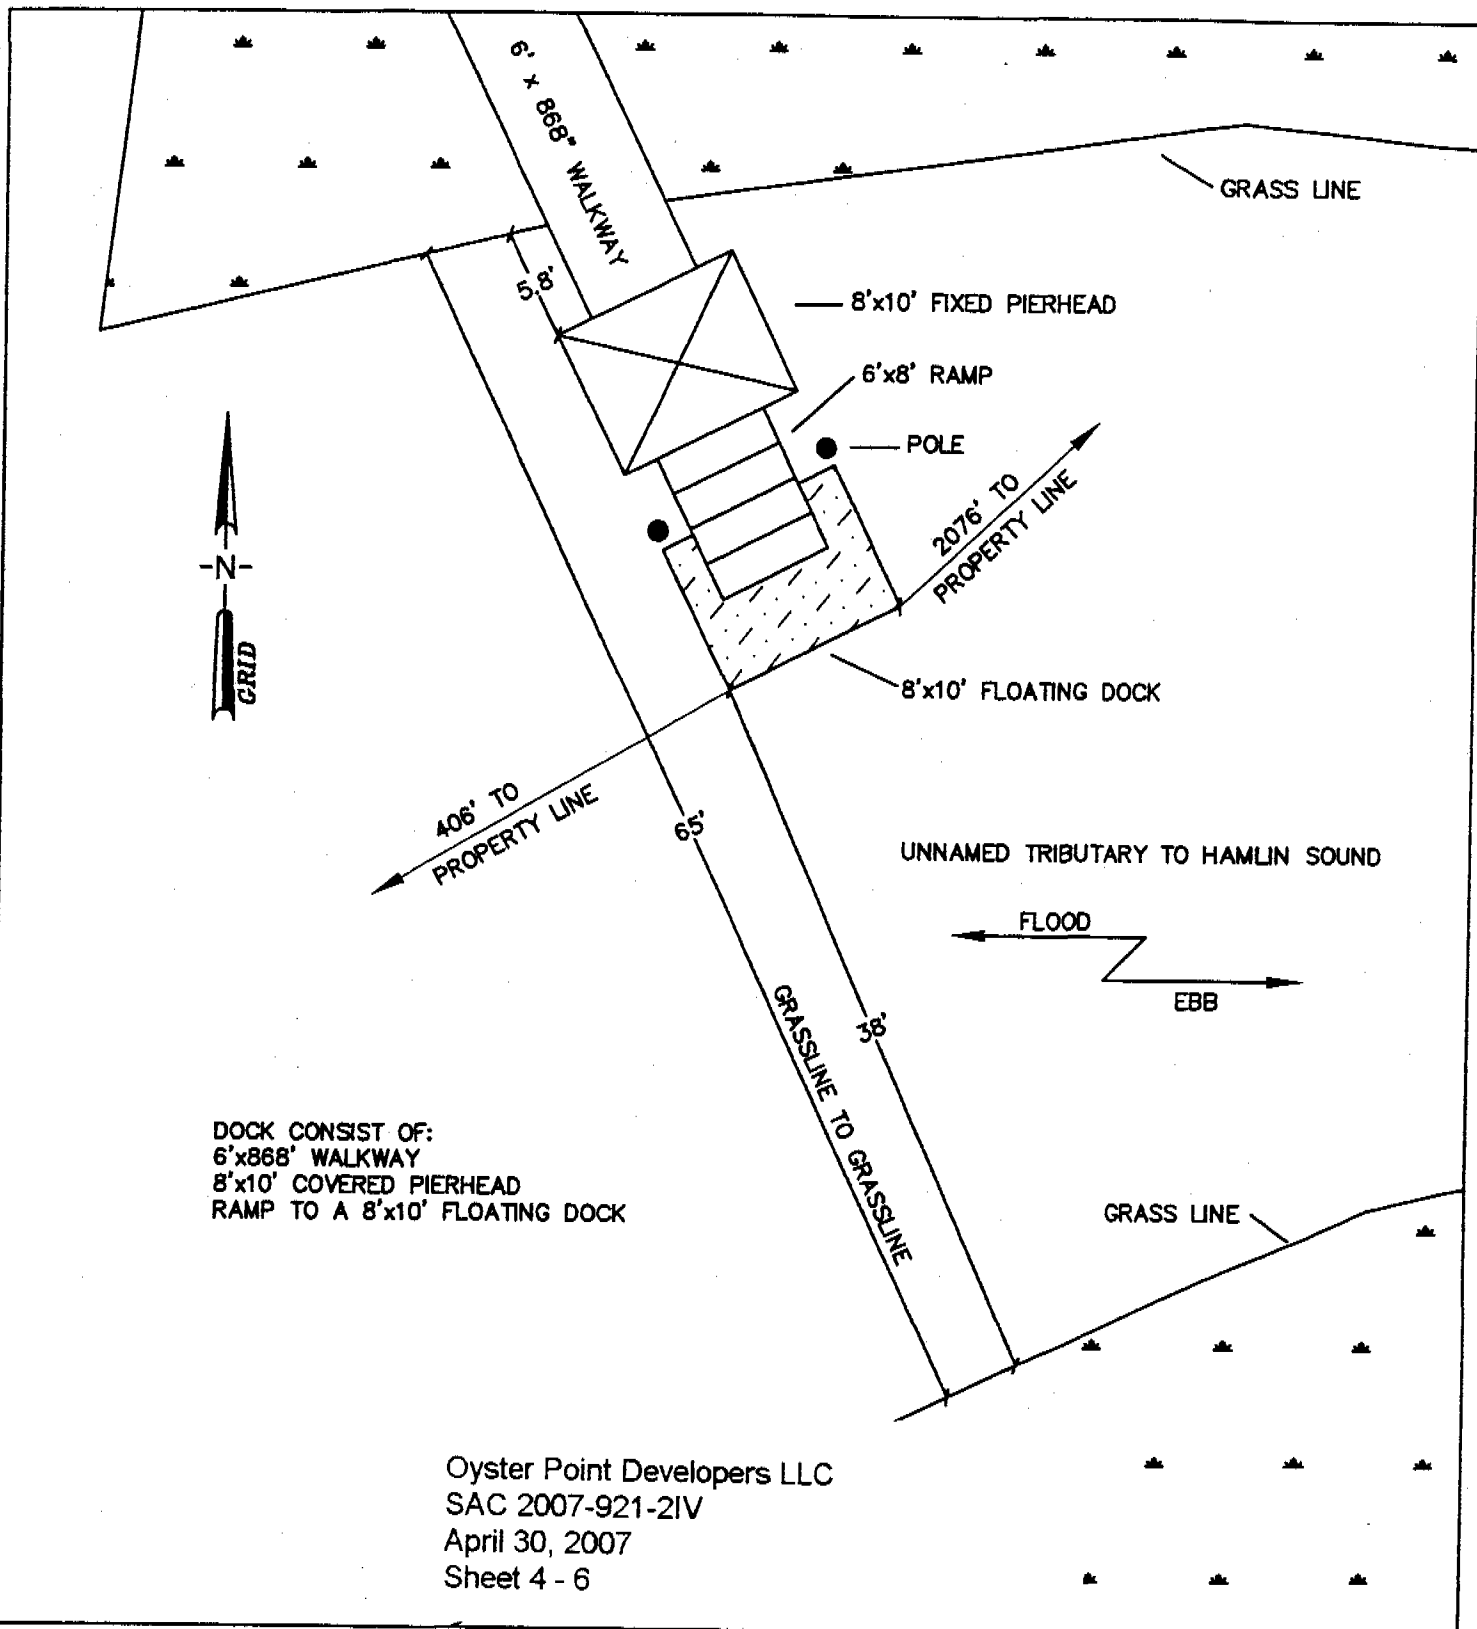 6' x 868" WALKWAY
GRASS LINE
5.8'
8'x10' FIXED PIERHEAD
6'x8' RAMP
POLE
2076' TO
PROPERTY LINE
-N-
GRID
8'x10' FLOATING DOCK
406' TO
PROPERTY LINE
65'
UNNAMED TRIBUTARY TO HAMLIN SOUND
FLOOD
EBB
38'
GRASSLINE TO GRASSLINE
DOCK CONSIST OF:
6'x868' WALKWAY
8'x10' COVERED PIERHEAD
RAMP TO A 8'x10' FLOATING DOCK
GRASS LINE
Oyster Point Developers LLC
SAC 2007-921-2IV
April 30, 2007
Sheet 4 - 6